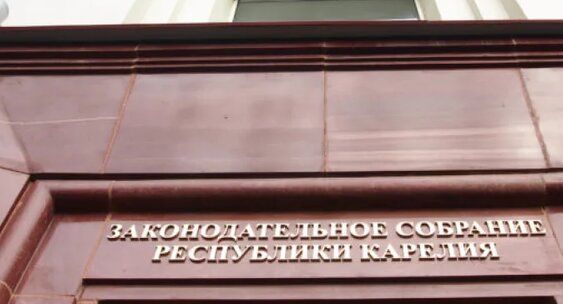 ЗАКОНОДАТЕЛЬНОЕ СОБРАНИЕ
РЕСПУБЛИКИ КАРЕЛИЯ